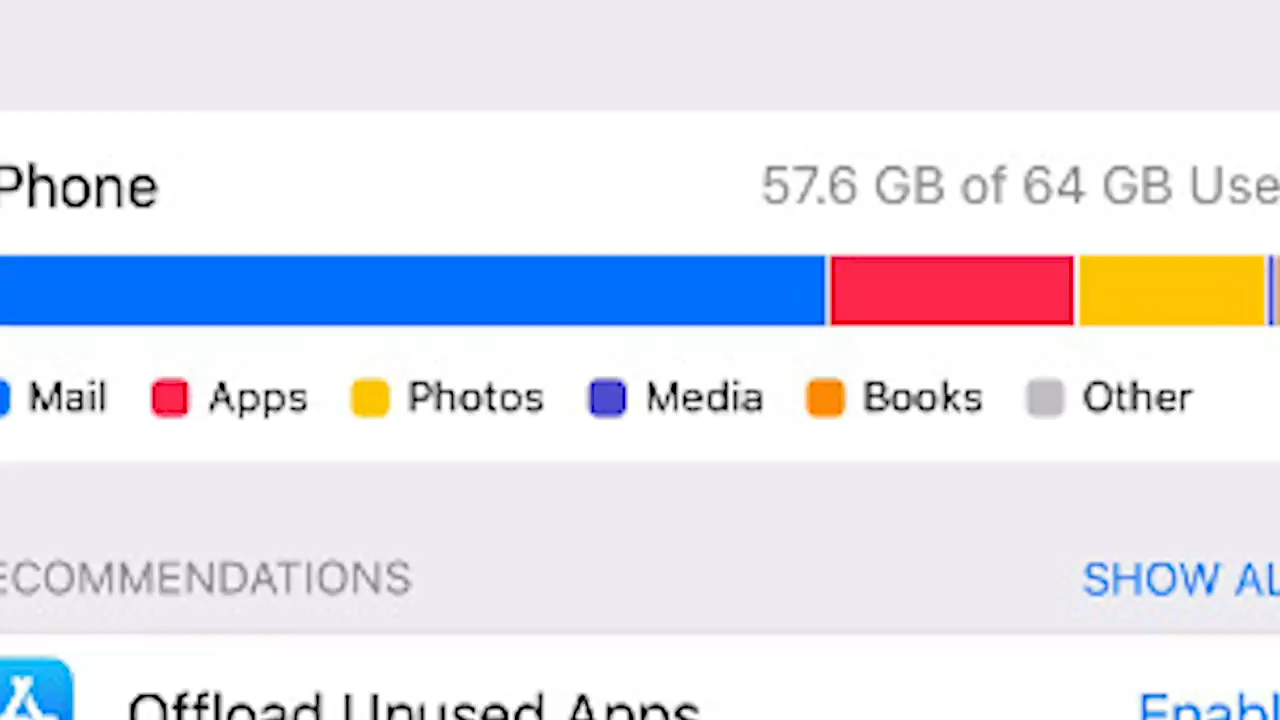 Phone 57.6 GB of 64 GB Use
Mail Apps Photos Media Books Other
ECOMMENDATIONS SHOW AL
Offload Unused Apps Enabl